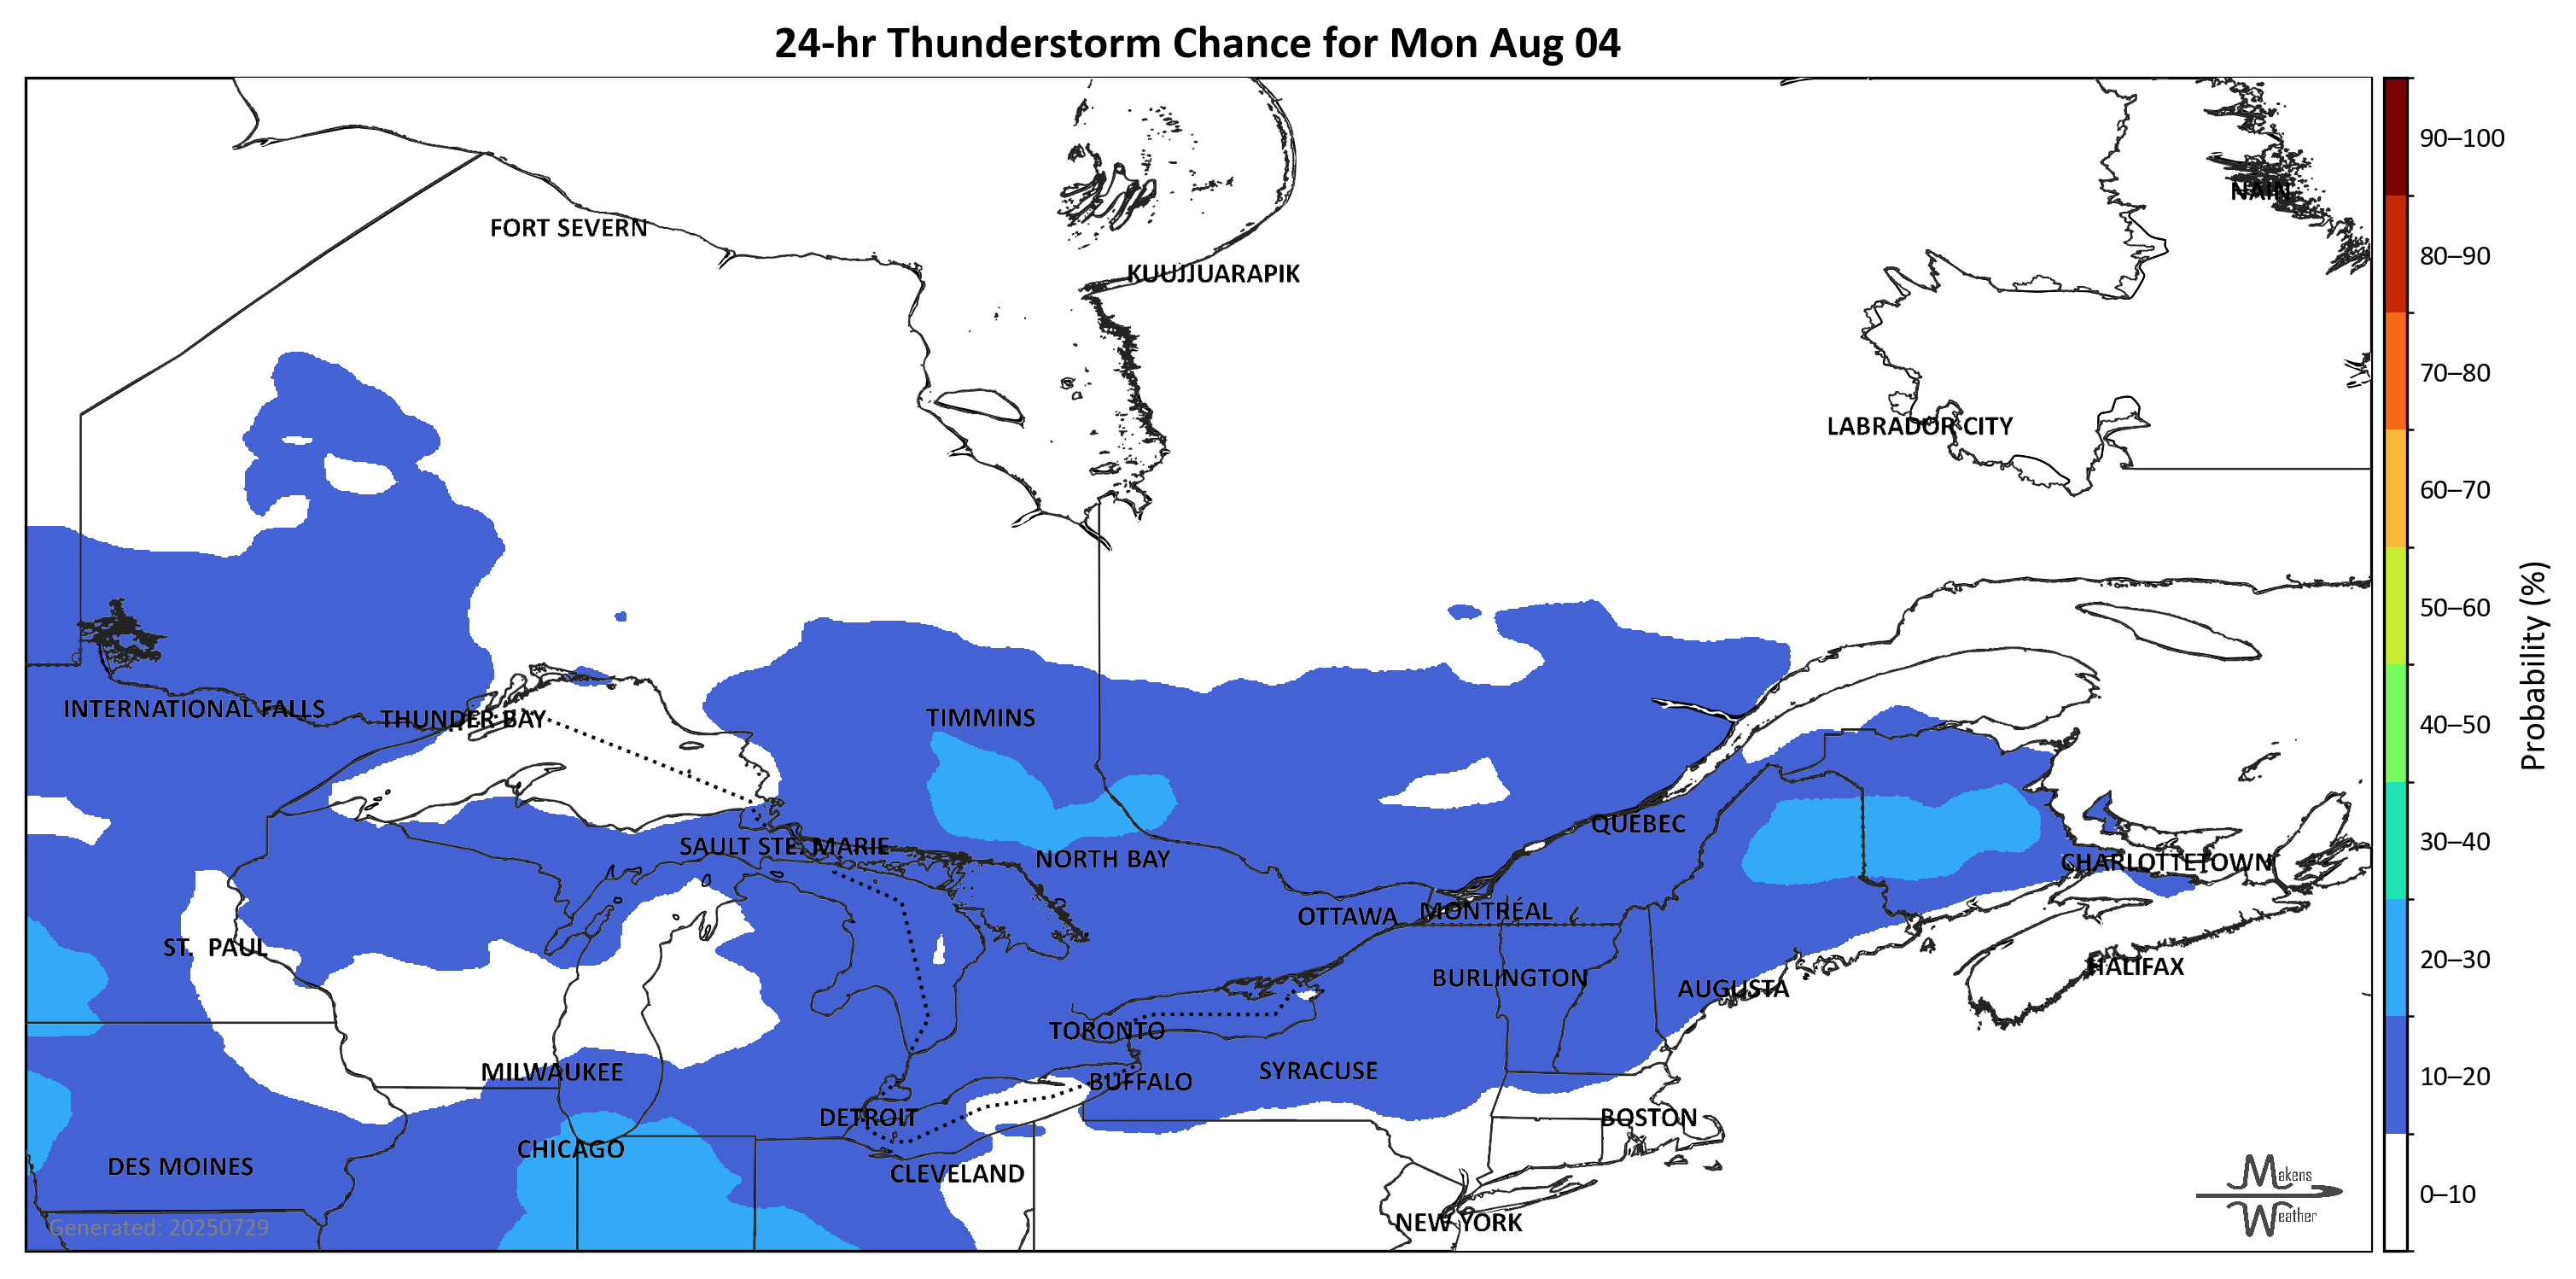 24-hr Thunderstorm Chance for Mon Aug 04
NAIN
FORT SEVERN
KUUJJUARAPIK
LABRADOR CITY
INTERNATIONAL FALLS
THUNDER BAY
TIMMINS
QUEBEC
SAULT STE. MARIE
NORTH BAY
CHARLOTTETOWN
OTTAWA
MONTRÉAL
ST. PAUL
HALIFAX
BURLINGTON
AUGUSTA
TORONTO
MILWAUKEE
SYRACUSE
BUFFALO
DETROIT
BOSTON
CHICAGO
DES MOINES
CLEVELAND
NEW YORK
Generated: 20250729
Makens
Weather
90–100
80–90
70–80
60–70
50–60
40–50
30–40
20–30
10–20
0–10
Probability (%)